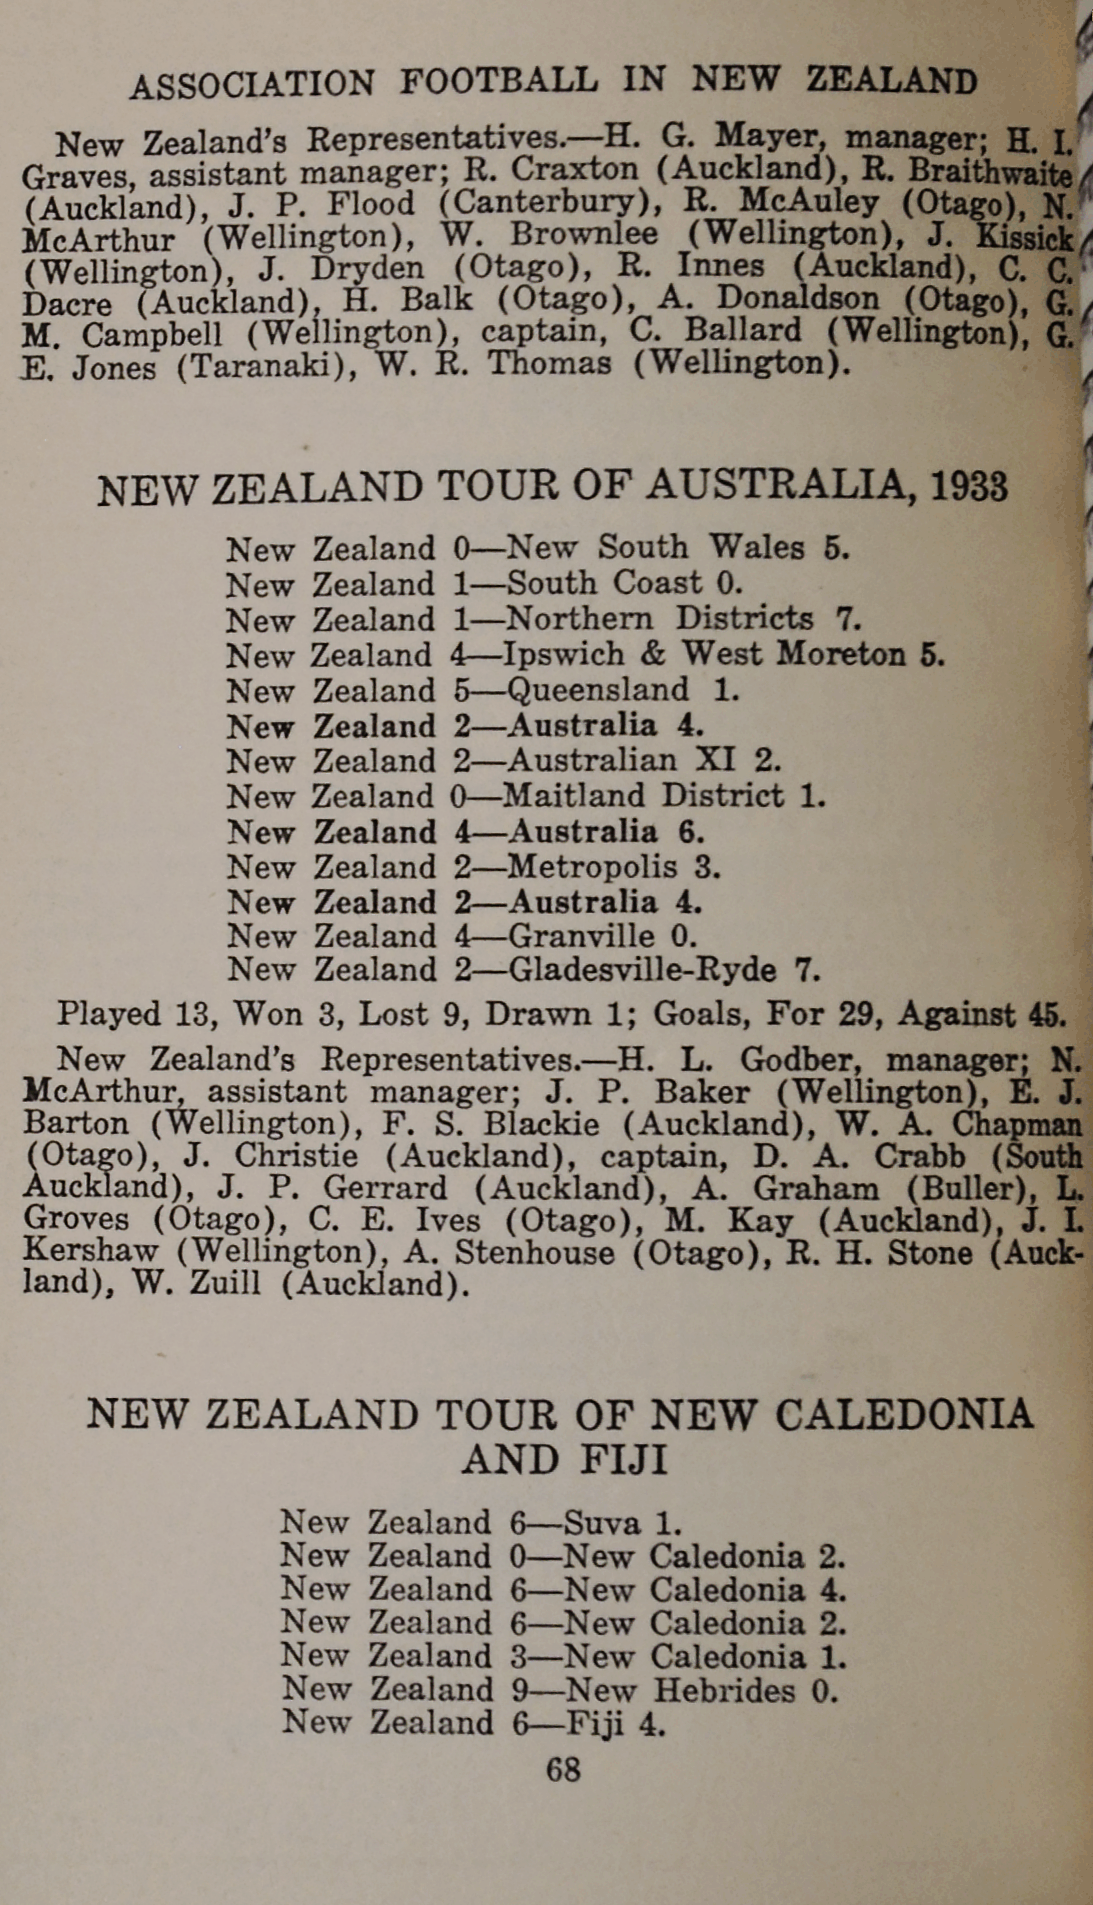 ASSOCIATION FOOTBALL IN NEW ZEALAND
New Zealand's Representatives.—H. G. Mayer, manager; H. I.
Graves, assistant manager; R. Craxton (Auckland), R. Braithwaite
(Auckland), J. P. Flood (Canterbury), R. McAuley (Otago), N.
McArthur (Wellington), W. Brownlee (Wellington), J. Kissick
(Wellington), J. Dryden (Otago), R. Innes (Auckland), C. C.
Dacre (Auckland), H. Balk (Otago), A. Donaldson (Otago), G.
M. Campbell (Wellington), captain, C. Ballard (Wellington), G.
E. Jones (Taranaki), W. R. Thomas (Wellington).
NEW ZEALAND TOUR OF AUSTRALIA, 1933
New Zealand 0—New South Wales 5.
New Zealand 1—South Coast 0.
New Zealand 1—Northern Districts 7.
New Zealand 4—Ipswich & West Moreton 5.
New Zealand 5—Queensland 1.
New Zealand 2—Australia 4.
New Zealand 2—Australian XI 2.
New Zealand 0—Maitland District 1.
New Zealand 4—Australia 6.
New Zealand 2—Metropolis 3.
New Zealand 2—Australia 4.
New Zealand 4—Granville 0.
New Zealand 2—Gladesville-Ryde 7.
Played 13, Won 3, Lost 9, Drawn 1; Goals, For 29, Against 45.
New Zealand's Representatives.—H. L. Godber, manager; N.
McArthur, assistant manager; J. P. Baker (Wellington), E. J.
Barton (Wellington), F. S. Blackie (Auckland), W. A. Chapman
(Otago), J. Christie (Auckland), captain, D. A. Crabb (South
Auckland), J. P. Gerrard (Auckland), A. Graham (Buller), L.
Groves (Otago), C. E. Ives (Otago), M. Kay (Auckland), J. I.
Kershaw (Wellington), A. Stenhouse (Otago), R. H. Stone (Auck-
land), W. Zuill (Auckland).
NEW ZEALAND TOUR OF NEW CALEDONIA
AND FIJI
New Zealand 6—Suva 1.
New Zealand 0—New Caledonia 2.
New Zealand 6—New Caledonia 4.
New Zealand 6—New Caledonia 2.
New Zealand 3—New Caledonia 1.
New Zealand 9—New Hebrides 0.
New Zealand 6—Fiji 4.
68